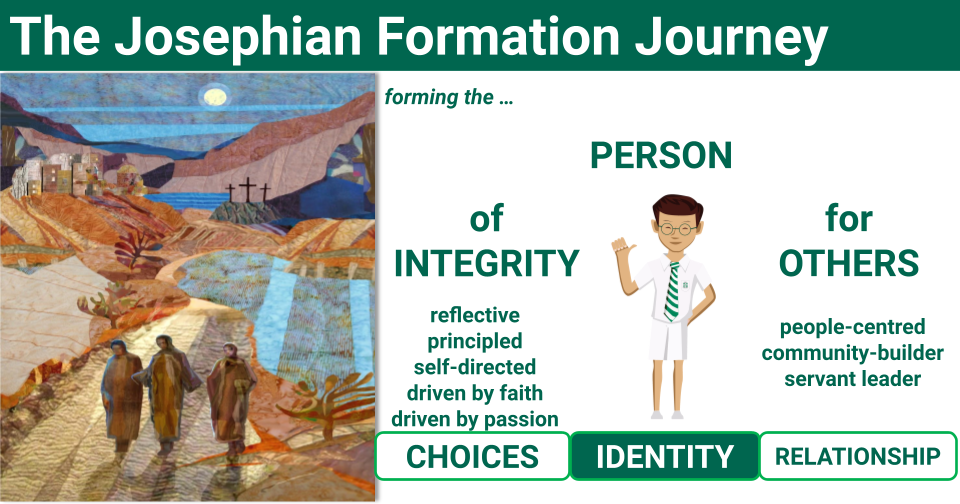 The Josephian Formation Journey
forming the ...
PERSON
of
INTEGRITY
reflective
principled
self-directed
driven by faith
driven by passion
for
OTHERS
people-centred
community-builder
servant leader
CHOICES
IDENTITY
RELATIONSHIP